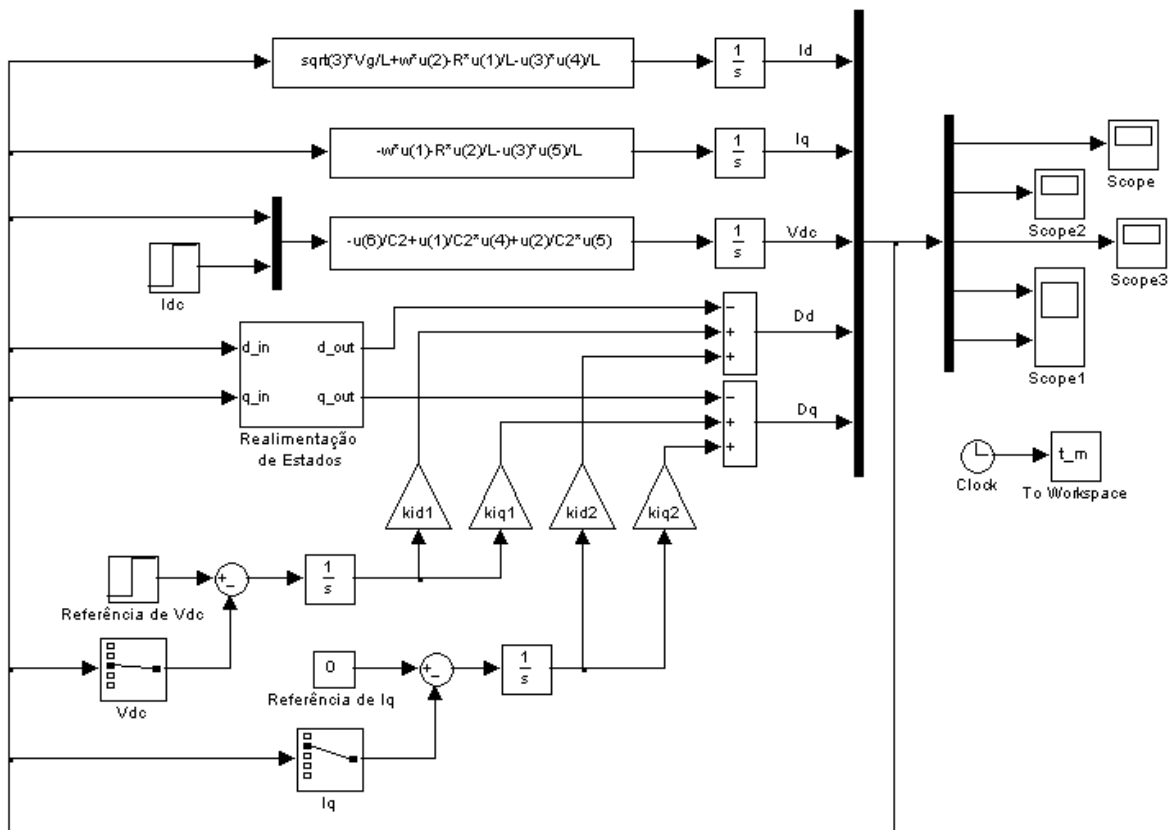 sqrt(3)*Vg/L+w*u(2)-R*u(1)/L-u(3)*u(4)/L
1
s
Id
-w*u(1)-R*u(2)/L-u(3)*u(5)/L
1
s
Iq
Scope
-u(6)/C2+u(1)/C2*u(4)+u(2)/C2*u(5)
1
s
Vdc
Scope2
Scope3
Idc
d_in
d_out
q_in
q_out
Realimentação
de Estados
−
+
+
Dd
−
+
+
Dq
Scope1
Clock
t_m
To Workspace
kid1
kiq1
kid2
kiq2
Referência de Vdc
+
−
1
s
Vdc
0
Referência de Iq
+
−
1
s
Iq